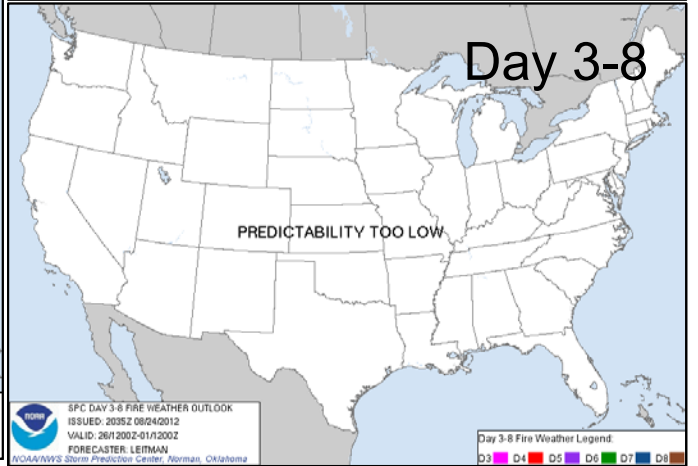 Day 3-8
PREDICTABILITY TOO LOW
NOAA
SPC DAY 3-8 FIRE WEATHER OUTLOOK
ISSUED: 2035Z 08/24/2012
VALID: 26/1200Z-01/1200Z
FORECASTER: LEITMAN
NOAA/NWS Storm Prediction Center, Norman, Oklahoma
Day 3-8 Fire Weather Legend:
D3 D4 D5 D6 D7 D8